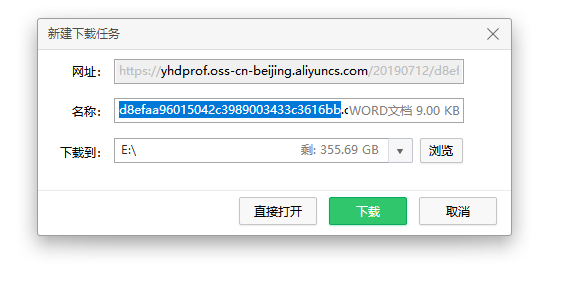 新建下载任务
网址: https://yhdprof.oss-cn-beijing.aliyuncs.com/20190712/d8ef
名称: d8efaa96015042c3989003433c3616bb.c WORD文档 9.00 KB
下载到: E:\ 剩: 355.69 GB 浏览
直接打开 下载 取消